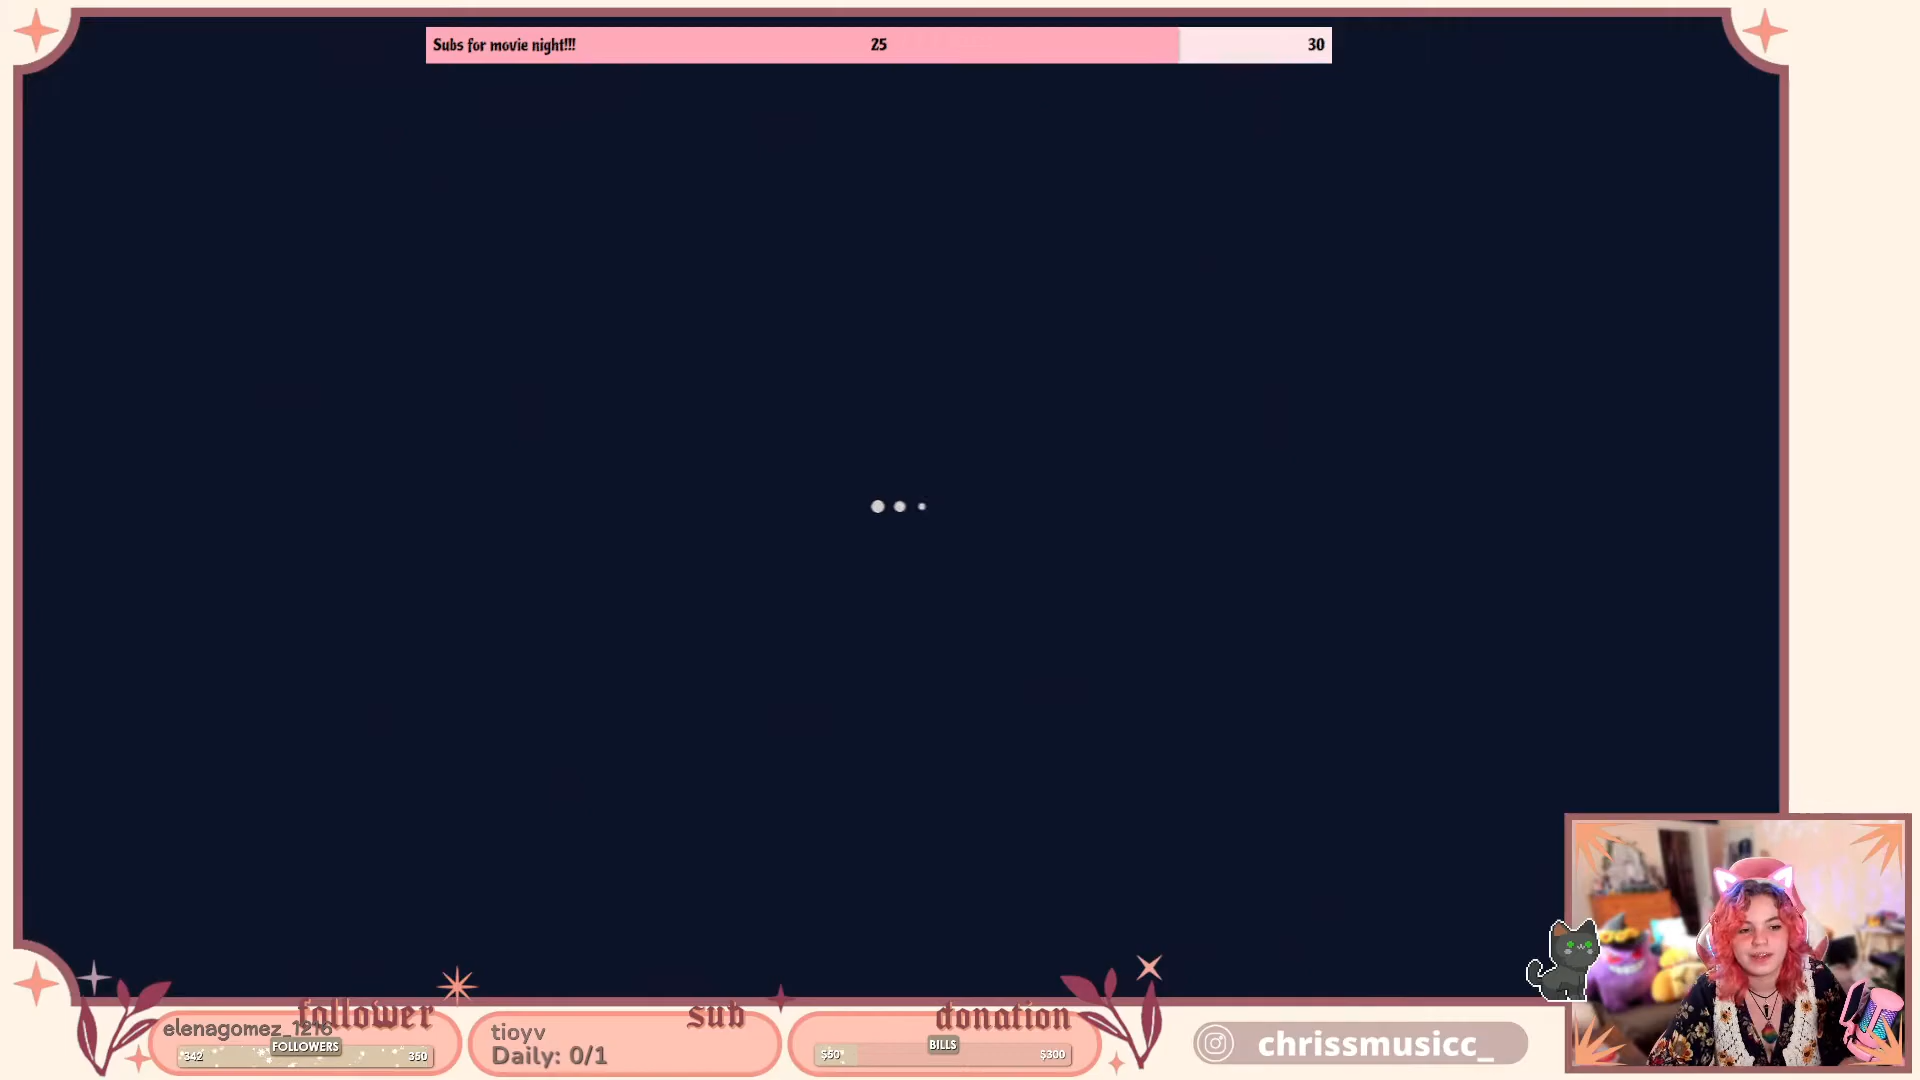 Subs for movie night!!! 25 30
follower
elenagomez_1216
FOLLOWERS
342 350
sub
tioyv
Daily: 0/1
donation
BILLS
$50 $300
chrissmusicc_